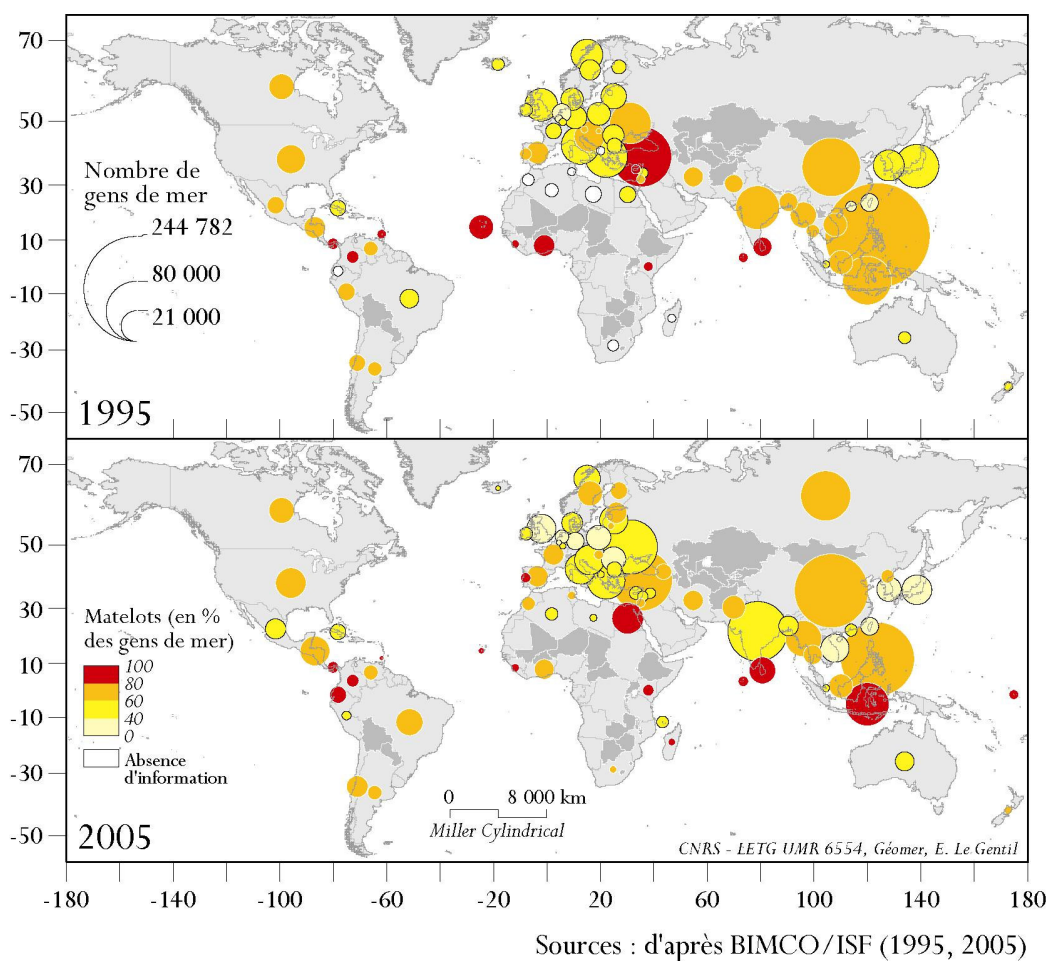 70
50
30
10
-10
-30
-50
Nombre de
gens de mer
244 782
80 000
21 000
1995
70
50
30
10
-10
-30
-50
Matelots (en %
des gens de mer)
100
80
60
40
0
Absence
d'information
0 8 000 km
Miller Cylindrical
2005
CNRS - LETG UMR 6554, Géomer, E. Le Gentil
-180 -140 -100 -60 -20 20 60 100 140 180
Sources : d'après BIMCO/ISF (1995, 2005)